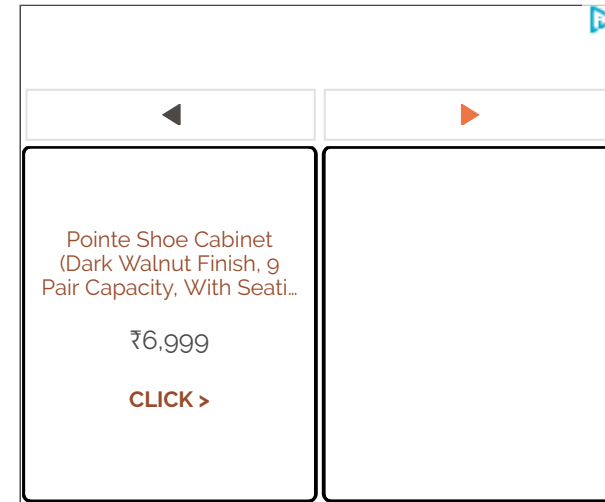 Pointe Shoe Cabinet
(Dark Walnut Finish, 9
Pair Capacity, With Seati…
₹6,999
CLICK >